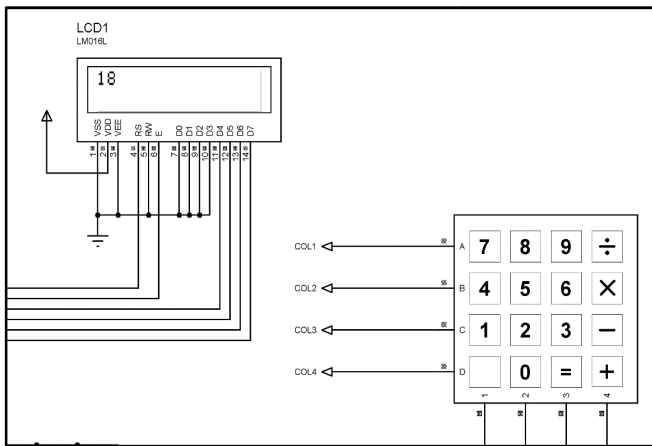 LCD1
LM016L
18
VSS
VDD
VEE
RS
RW
E
D0
D1
D2
D3
D4
D5
D6
D7
1
2
3
4
5
6
7
8
9
10
11
12
13
14
COL1
A
7 8 9 ÷
COL2
B
4 5 6 ×
COL3
C
1 2 3 −
COL4
D
0 = +
1 2 3 4